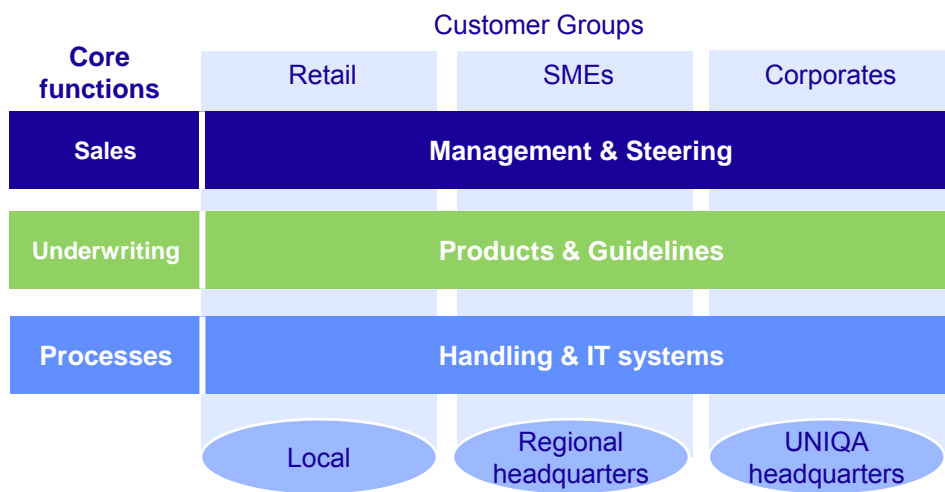 Customer Groups
Core
functions
Retail
SMEs
Corporates
Sales
Management & Steering
Underwriting
Products & Guidelines
Processes
Handling & IT systems
Local
Regional
headquarters
UNIQA
headquarters